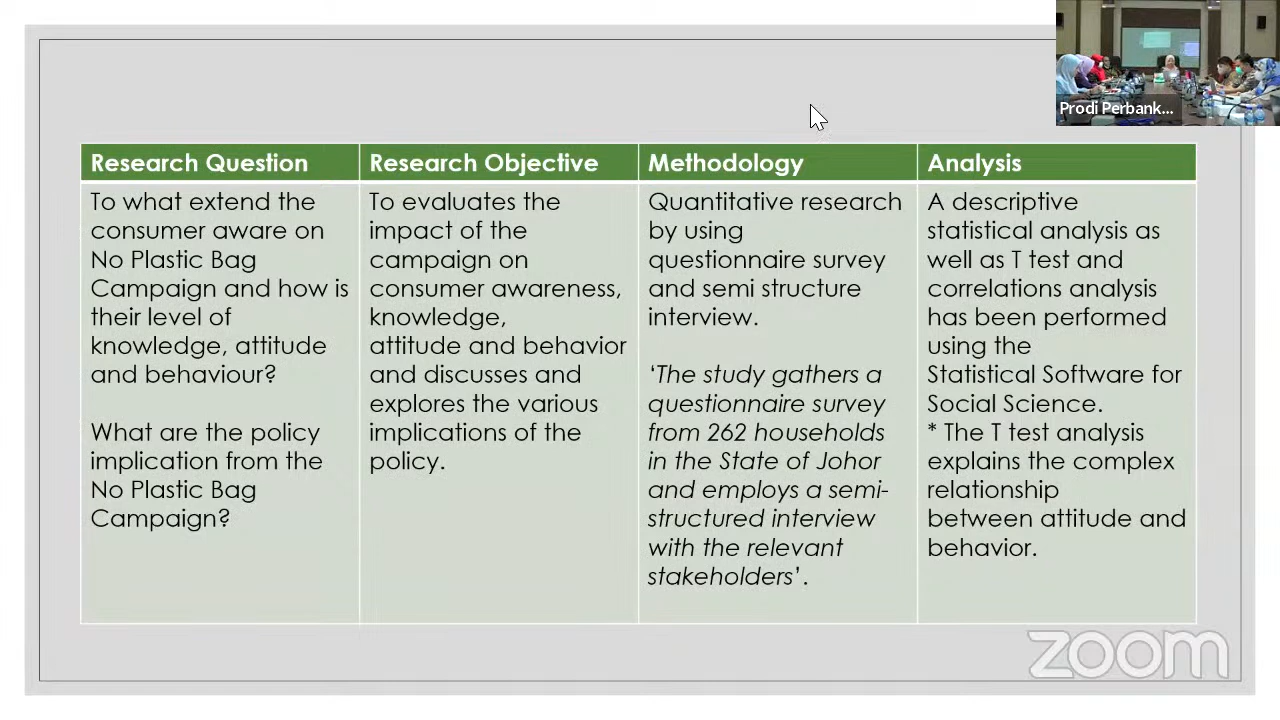 Prodi Perbank...
Research Question
To what extend the
consumer aware on
No Plastic Bag
Campaign and how is
their level of
knowledge, attitude
and behaviour?
What are the policy
implication from the
No Plastic Bag
Campaign?
Research Objective
To evaluates the
impact of the
campaign on
consumer awareness,
knowledge,
attitude and behavior
and discusses and
explores the various
implications of the
policy.
Methodology
Quantitative research
by using
questionnaire survey
and semi structure
interview.
‘The study gathers a
questionnaire survey
from 262 households
in the State of Johor
and employs a semi-
structured interview
with the relevant
stakeholders’.
Analysis
A descriptive
statistical analysis as
well as T test and
correlations analysis
has been performed
using the
Statistical Software for
Social Science.
* The T test analysis
explains the complex
relationship
between attitude and
behavior.
zoom